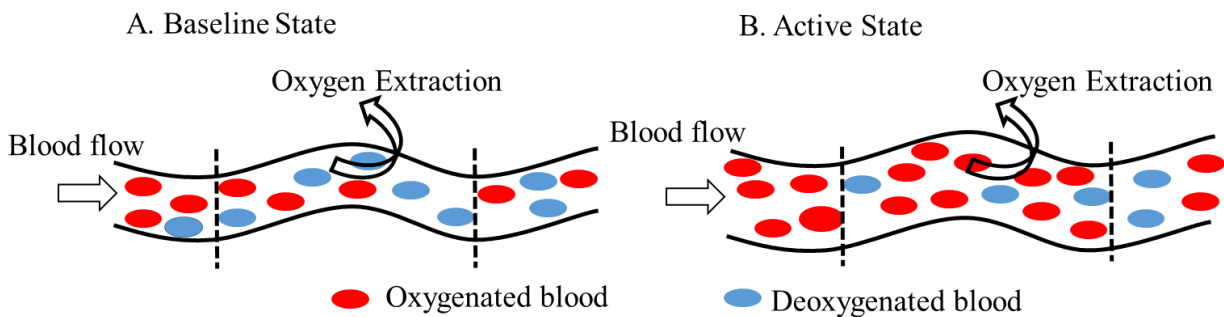 A. Baseline State
B. Active State
Oxygen Extraction
Oxygen Extraction
Blood flow
Blood flow
Oxygenated blood
Deoxygenated blood